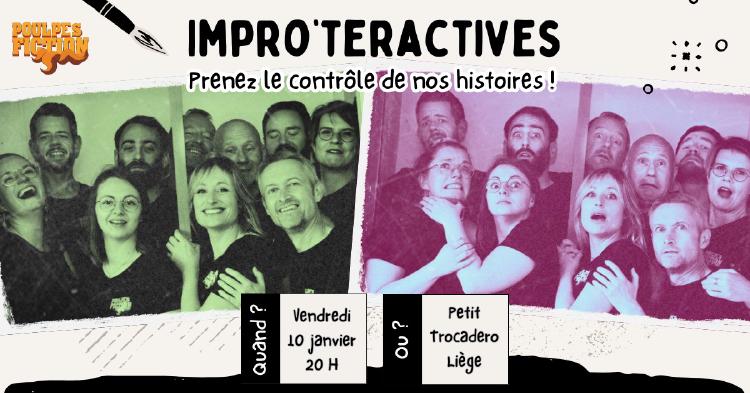 POULPES
FICTION
IMPRO'TERACTIVES
Prenez le contrôle de nos histoires !
Quand ?
Vendredi
10 janvier
20 H
Où ?
Petit
Trocadero
Liège